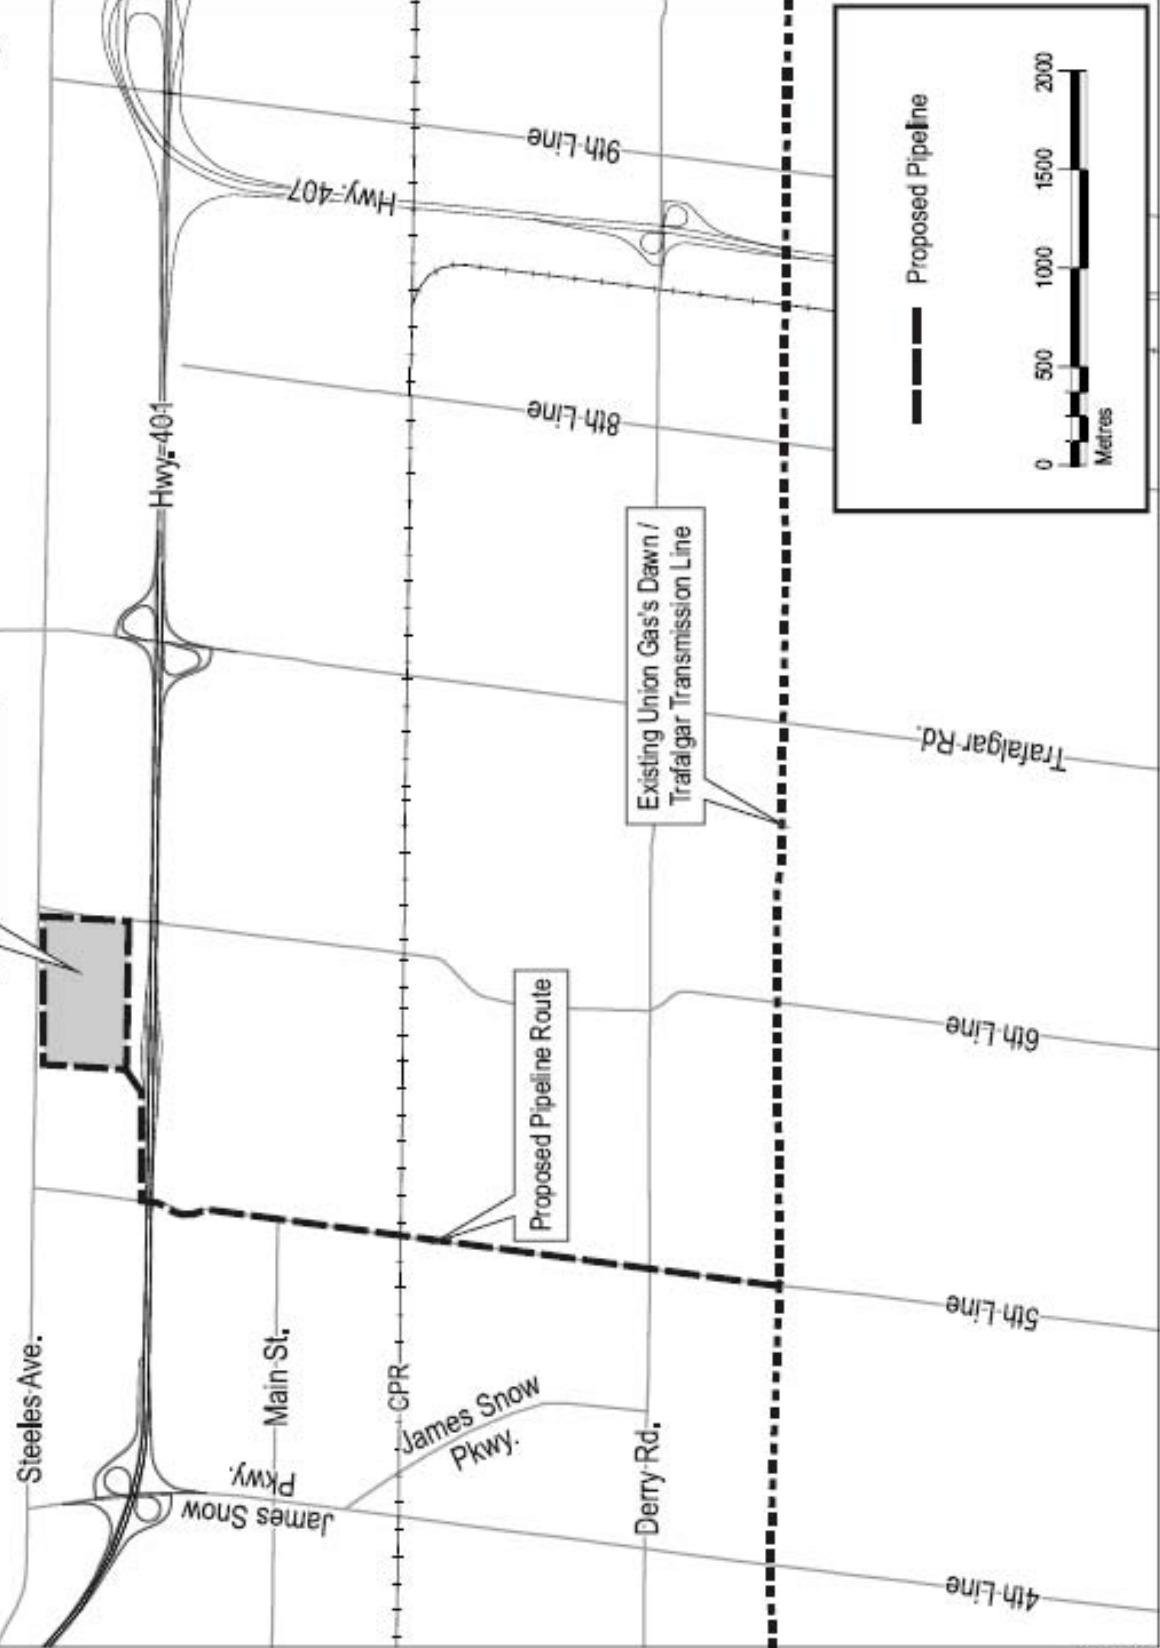 Steeles Ave.
Hwy. 401
Main St.
CPR
James Snow
Pkwy.
James Snow
Pkwy.
Derry Rd.
4th Line
5th Line
6th Line
Trafalgar Rd.
8th Line
9th Line
Hwy. 407
Proposed Pipeline Route
Existing Union Gas's Dawn /
Trafalgar Transmission Line
Proposed Pipeline
0 500 1000 1500 2000
Metres